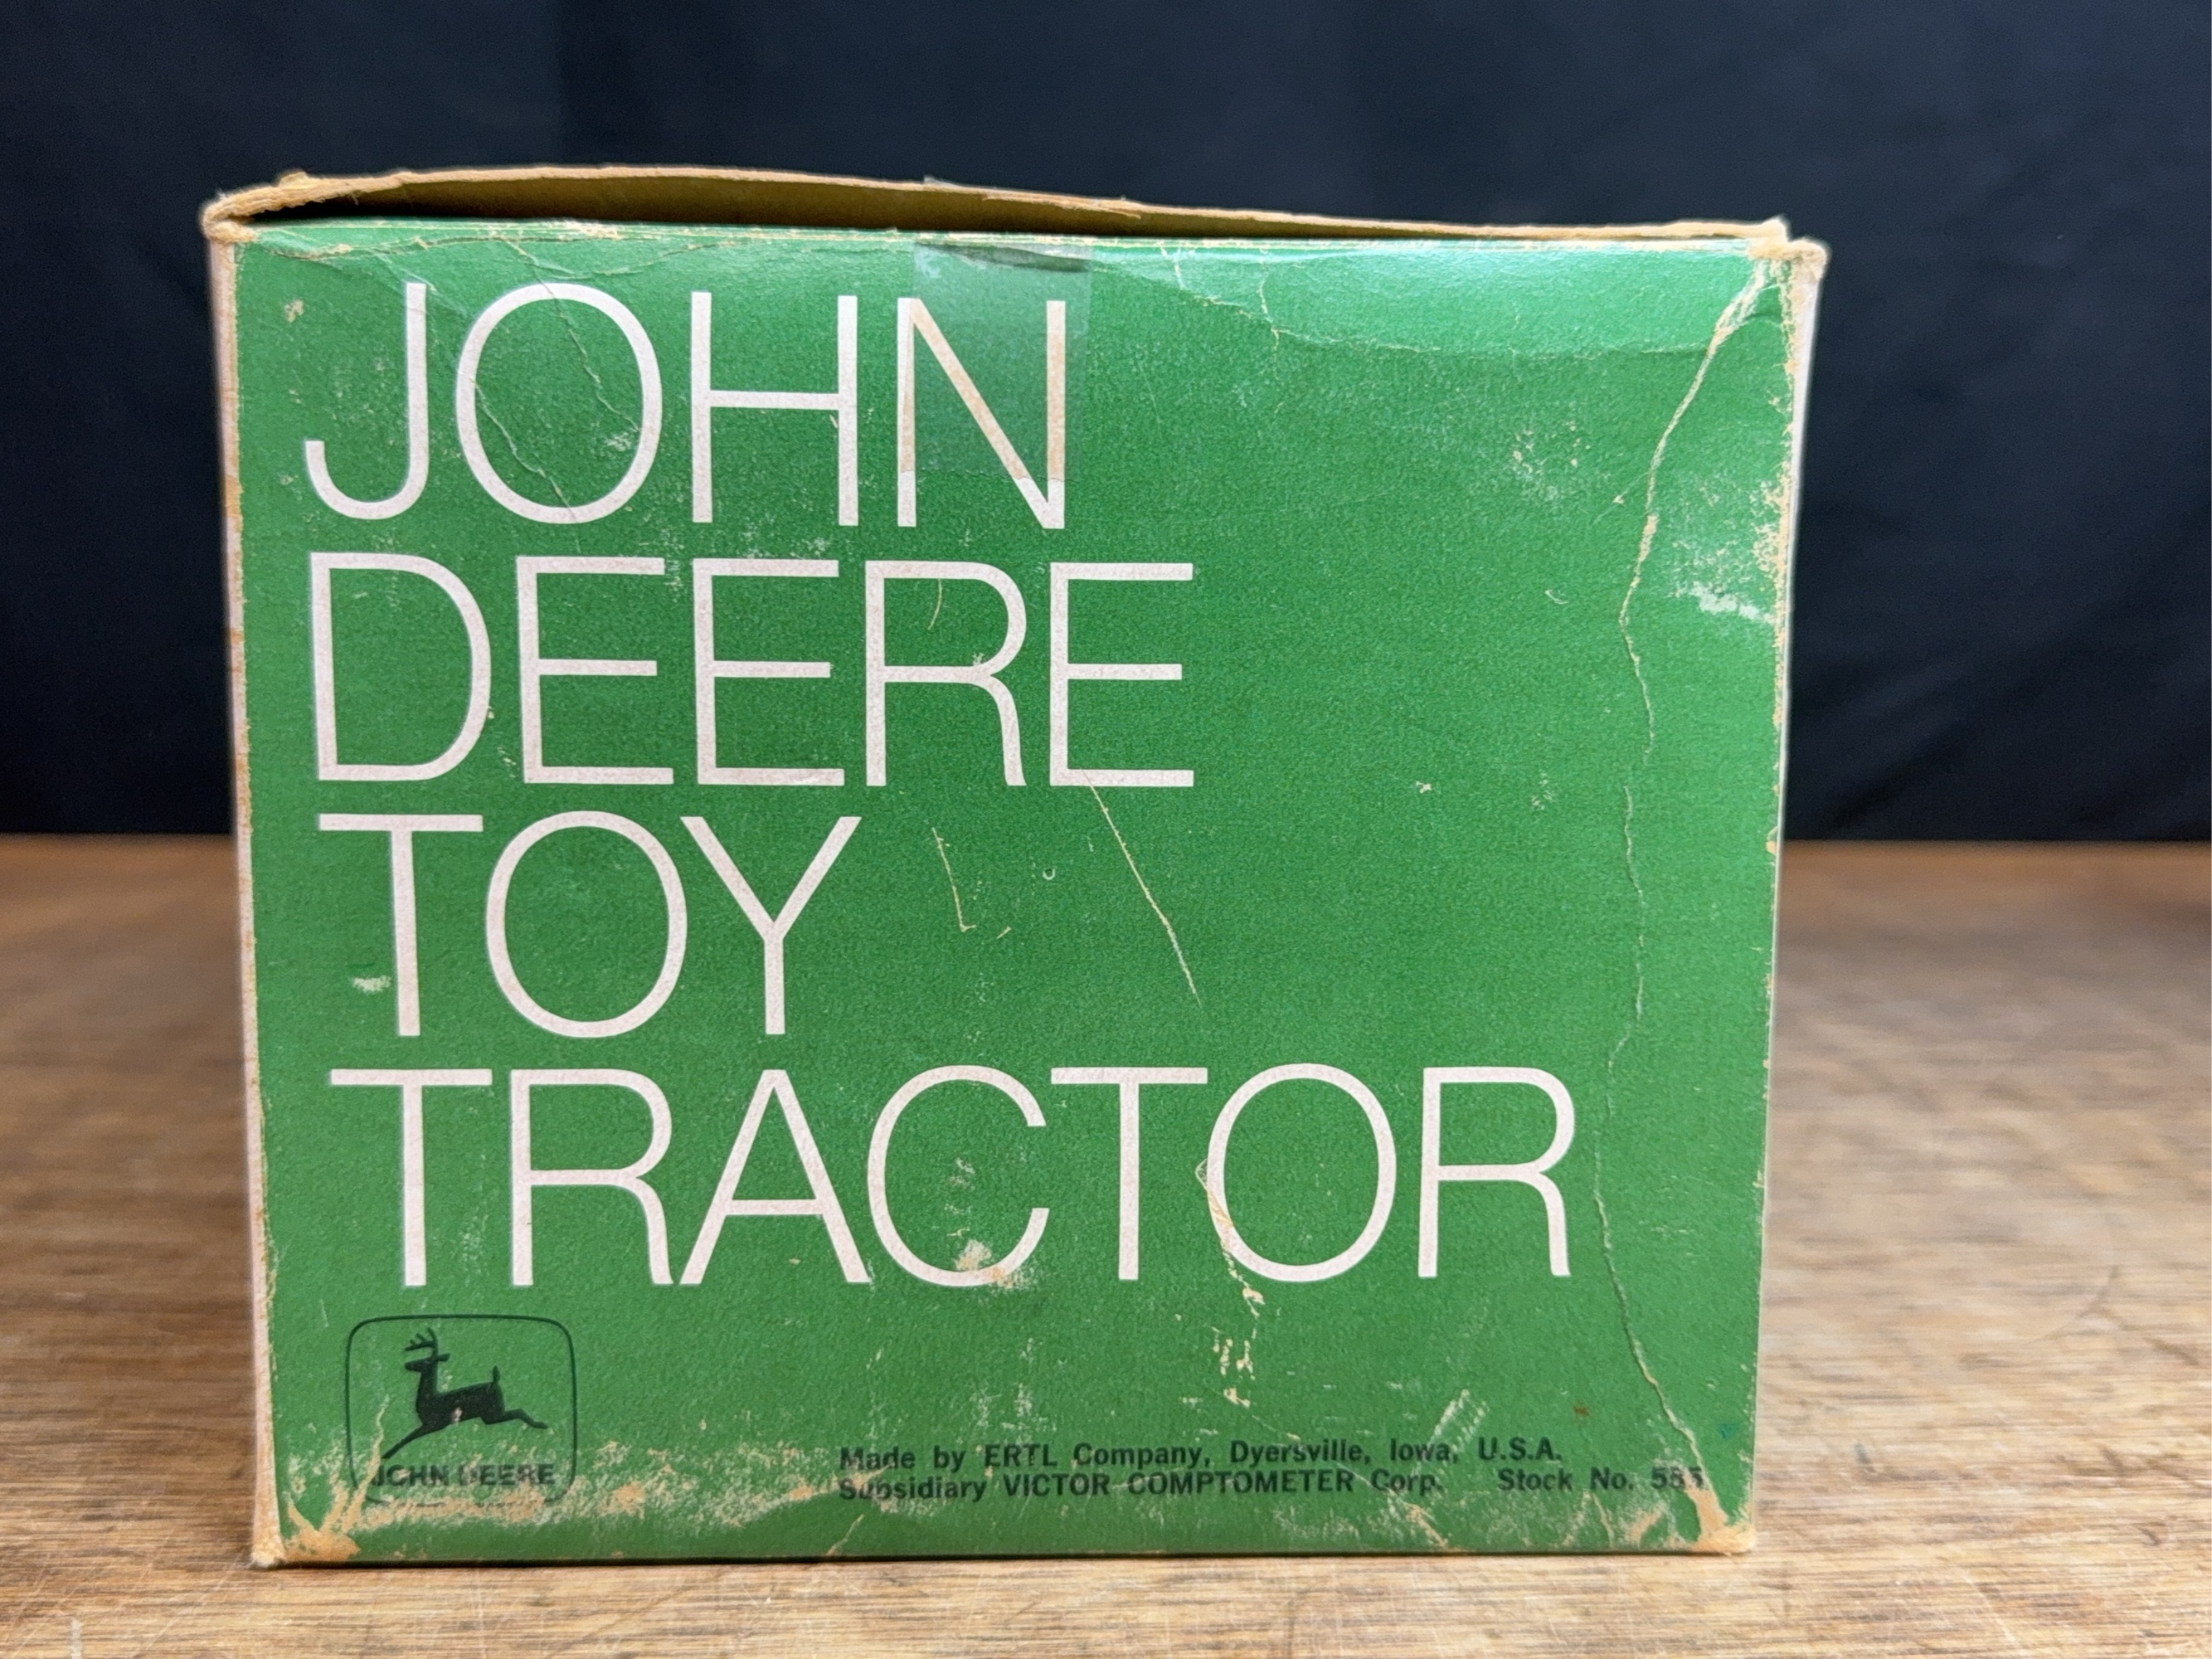 JOHN
DEERE
TOY
TRACTOR
JOHN DEERE
Made by ERTL Company, Dyersville, Iowa, U.S.A.
Subsidiary VICTOR COMPTOMETER Corp. Stock No.